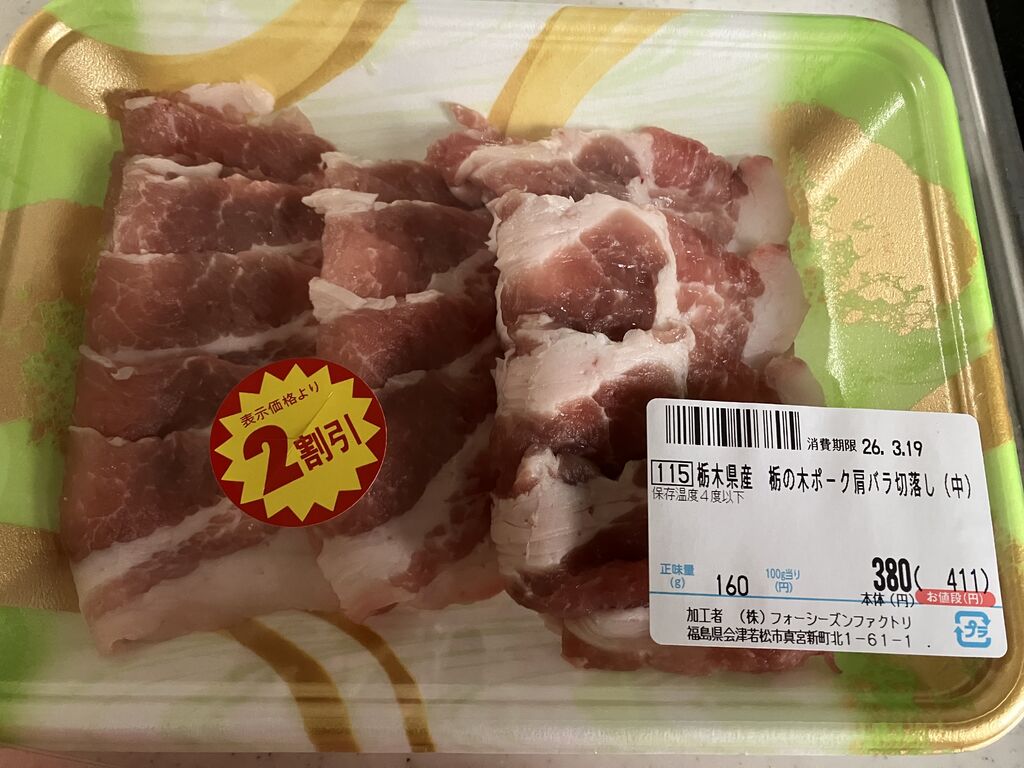 表示価格より
2割引
消費期限 26. 3.19
115 栃木県産 栃の木ポーク肩バラ切落し(中)
保存温度4度以下
正味量(g) 160 100g当り(円) 380( 411)
本体(円) お値段(円)
加工者 (株)フォーシーズンファクトリ
福島県会津若松市真宮新町北1-61-1
プラ